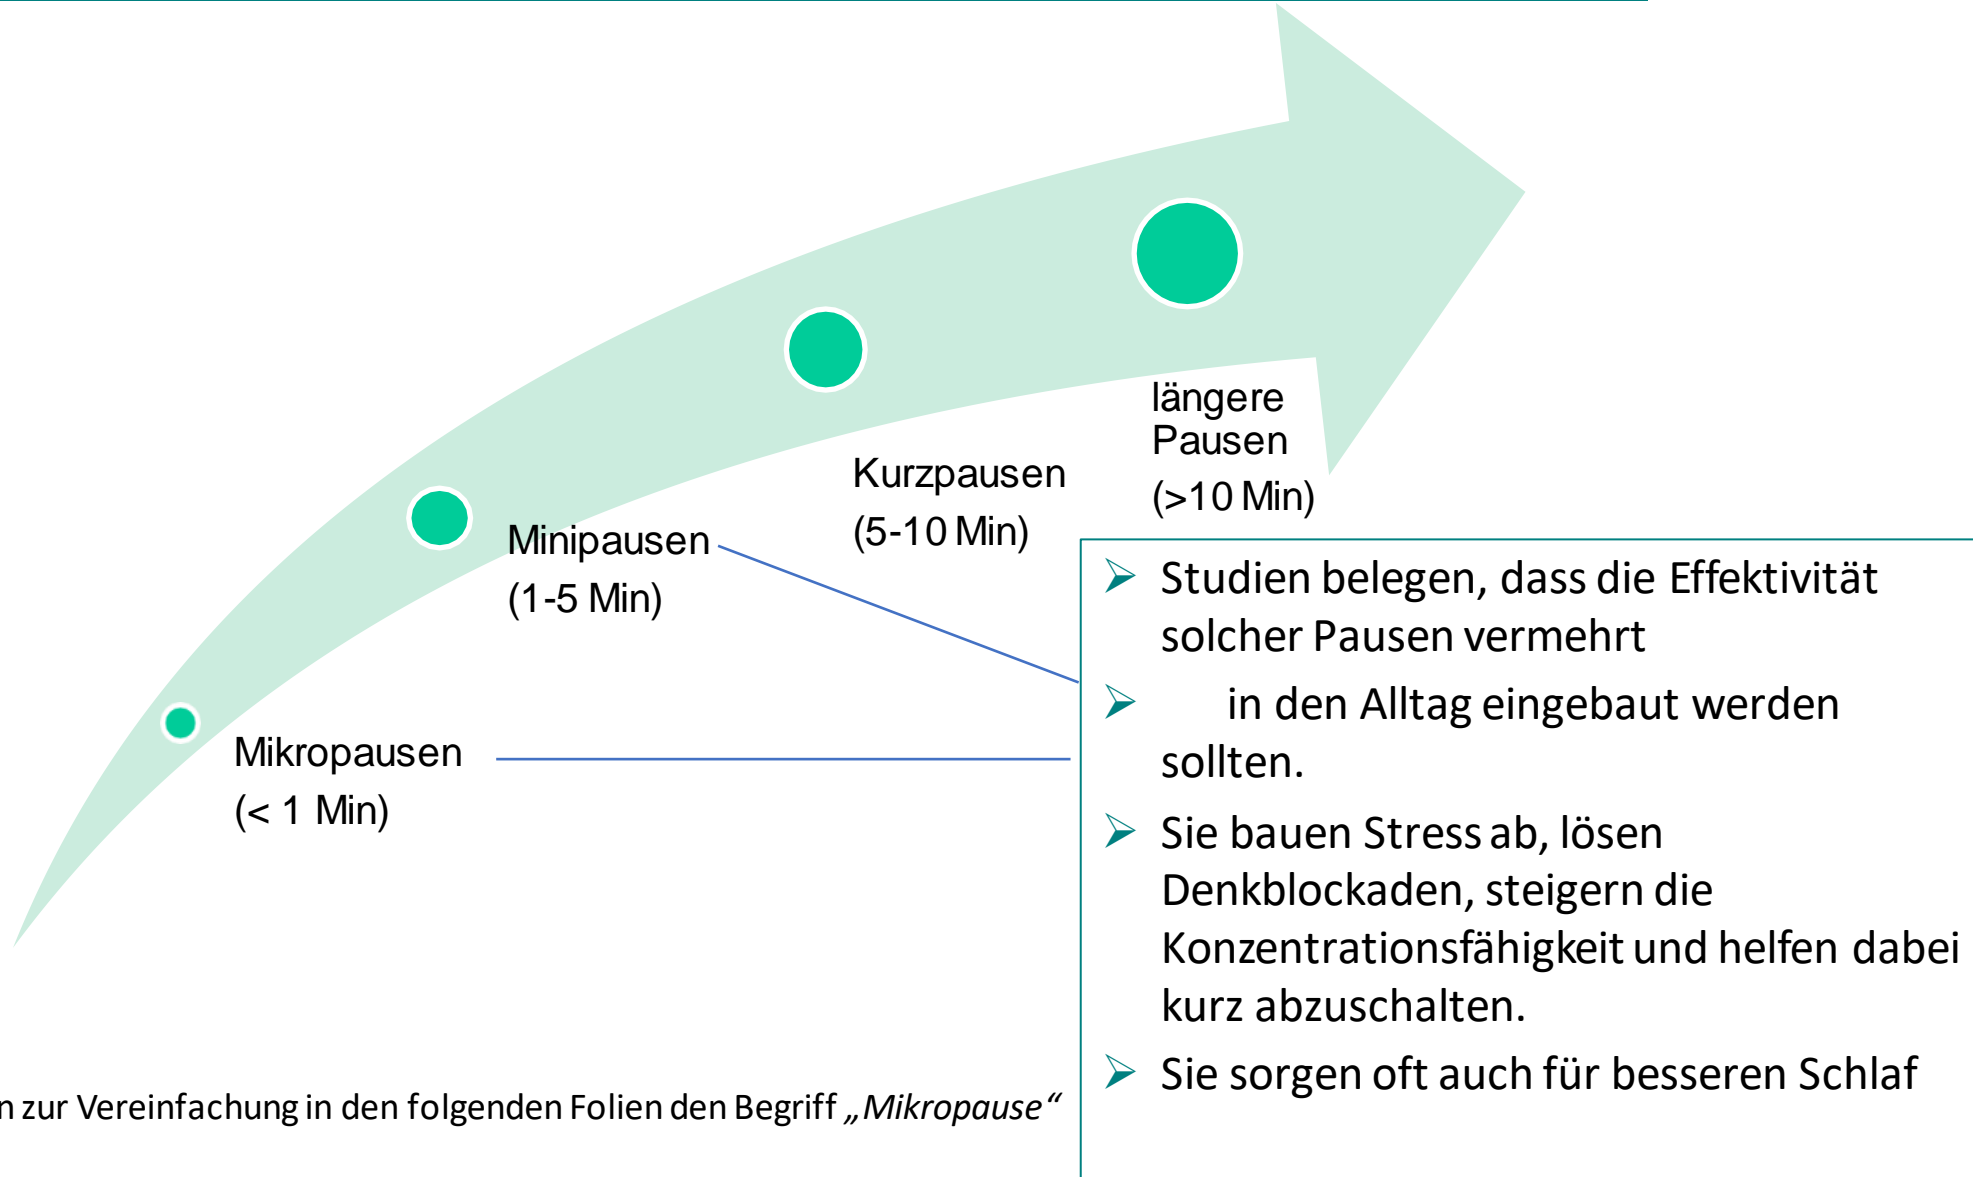 längere
Pausen
(>10 Min)
Kurzpausen
(5-10 Min)
Minipausen
(1-5 Min)
Mikropausen
(< 1 Min)
Studien belegen, dass die Effektivität
solcher Pausen vermehrt
in den Alltag eingebaut werden
sollten.
Sie bauen Stress ab, lösen
Denkblockaden, steigern die
Konzentrationsfähigkeit und helfen dabei
kurz abzuschalten.
Sie sorgen oft auch für besseren Schlaf
zur Vereinfachung in den folgenden Folien den Begriff „Mikropause“